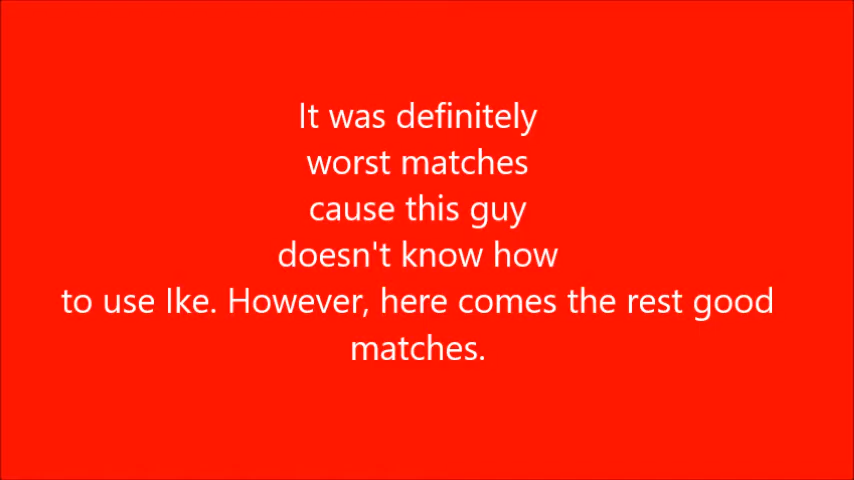 It was definitely
worst matches
cause this guy
doesn't know how
to use Ike. However, here comes the rest good
matches.